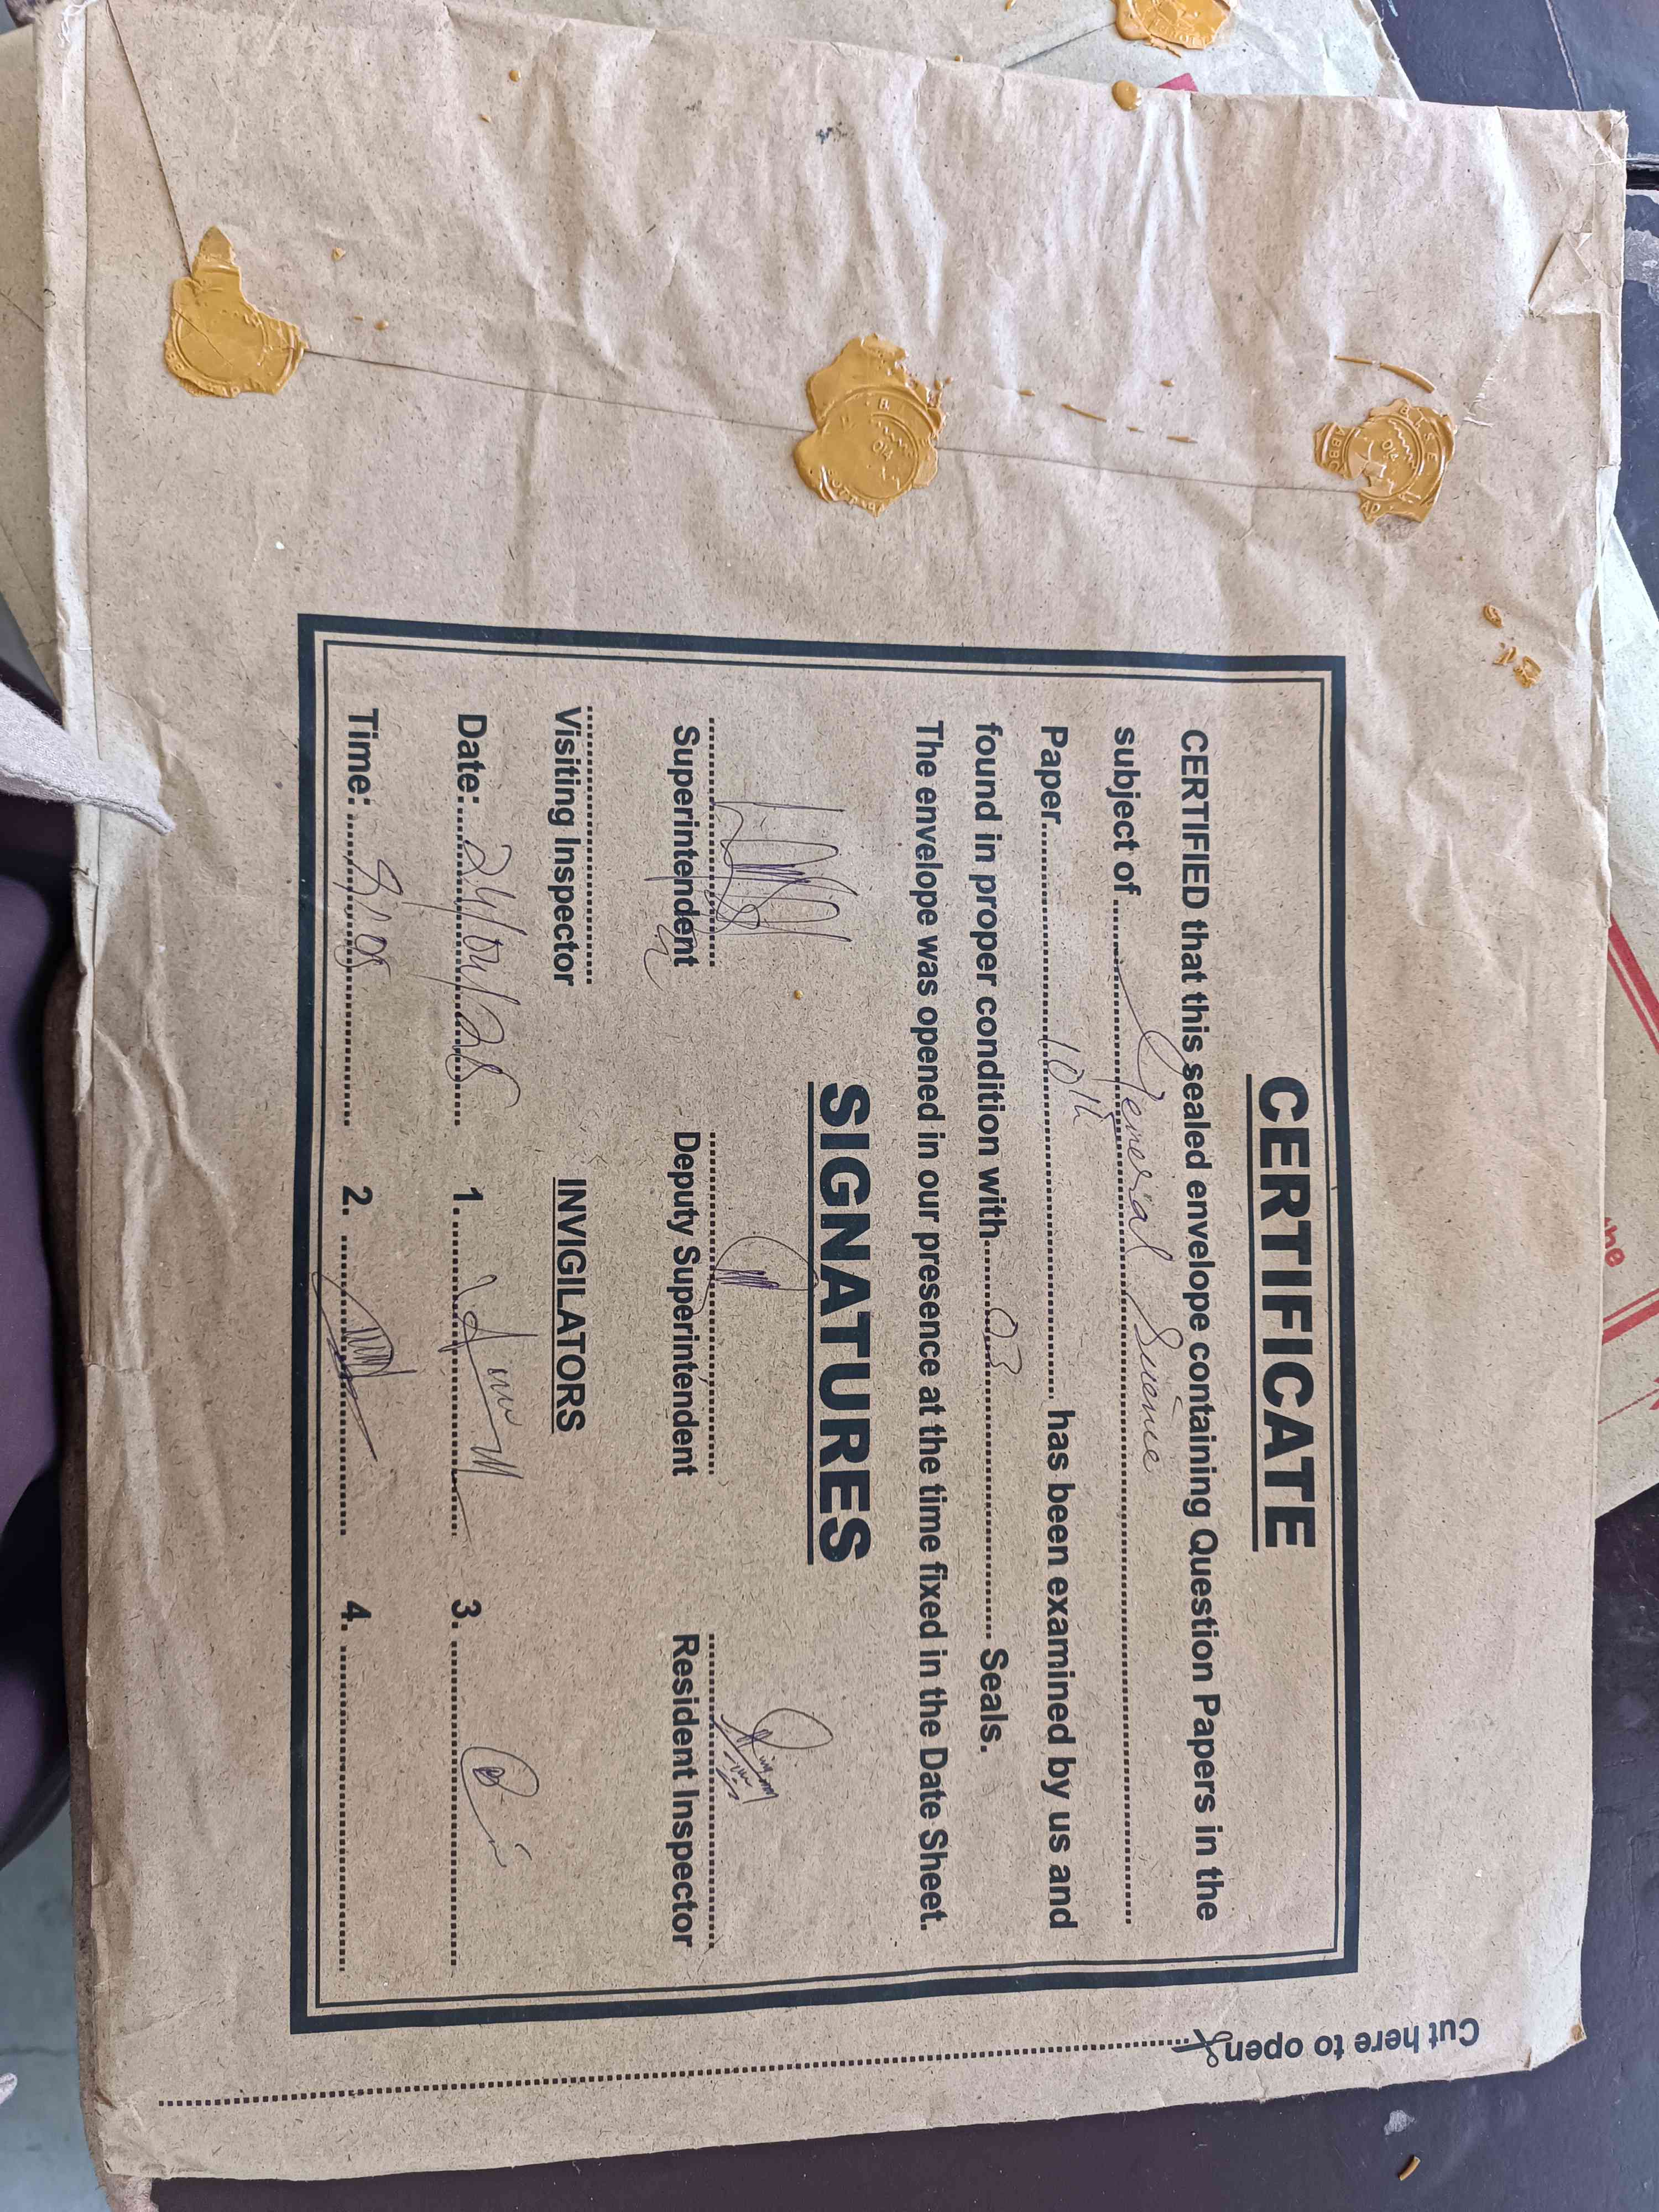 CERTIFICATE
CERTIFIED that this sealed envelope containing Question Papers in the
subject of General Science
Paper 10th has been examined by us and
found in proper condition with 03 Seals.
The envelope was opened in our presence at the time fixed in the Date Sheet.
SIGNATURES
Superintendent Deputy Superintendent Resident Inspector
Visiting Inspector INVIGILATORS
Date: 24/04/25 1. 3.
Time: 2. 4.
Cut here to open
B.I.S.E
014
the